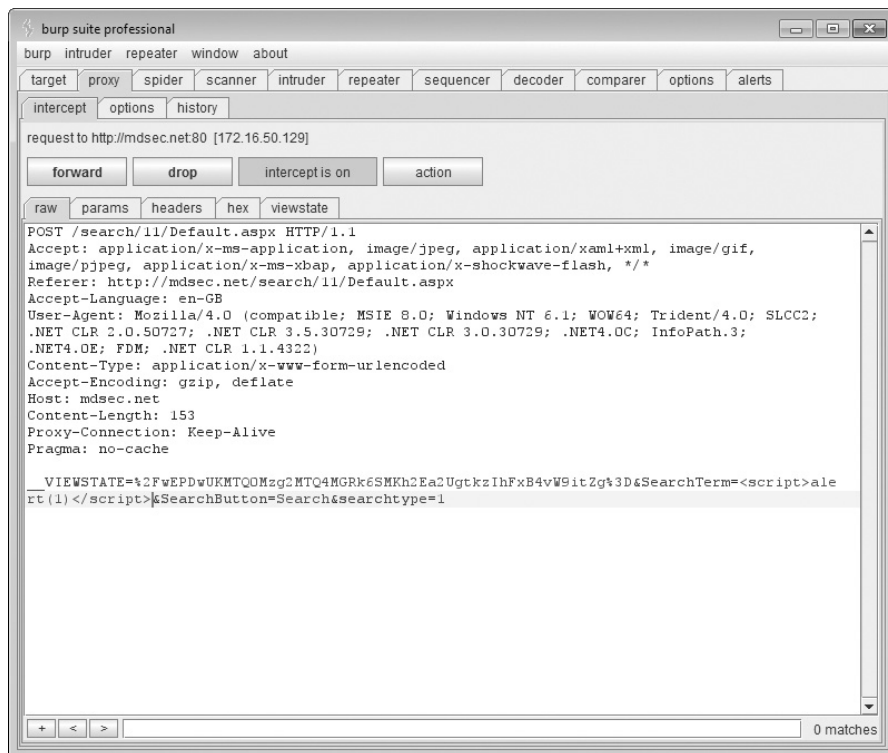 burp suite professional
burp intruder repeater window about
target proxy spider scanner intruder repeater sequencer decoder comparer options alerts
intercept options history
request to http://mdsec.net:80 [172.16.50.129]
forward drop intercept is on action
raw params headers hex viewstate
POST /search/11/Default.aspx HTTP/1.1
Accept: application/x-ms-application, image/jpeg, application/xaml+xml, image/gif,
image/pjpeg, application/x-ms-xbap, application/x-shockwave-flash, */*
Referer: http://mdsec.net/search/11/Default.aspx
Accept-Language: en-GB
User-Agent: Mozilla/4.0 (compatible; MSIE 8.0; Windows NT 6.1; WOW64; Trident/4.0; SLCC2;
.NET CLR 2.0.50727; .NET CLR 3.5.30729; .NET CLR 3.0.30729; .NET4.0C; InfoPath.3;
.NET4.0E; FDM; .NET CLR 1.1.4322)
Content-Type: application/x-www-form-urlencoded
Accept-Encoding: gzip, deflate
Host: mdsec.net
Content-Length: 153
Proxy-Connection: Keep-Alive
Pragma: no-cache
__VIEWSTATE=%2FwEPDwUKMTQ0Mzg2MTQ4MGRk6SMKh2Ea2UgtkzIhFxB4vW9itZg%3D&SearchTerm=<script>ale
rt(1)</script>&SearchButton=Search&searchtype=1
+ < > 0 matches